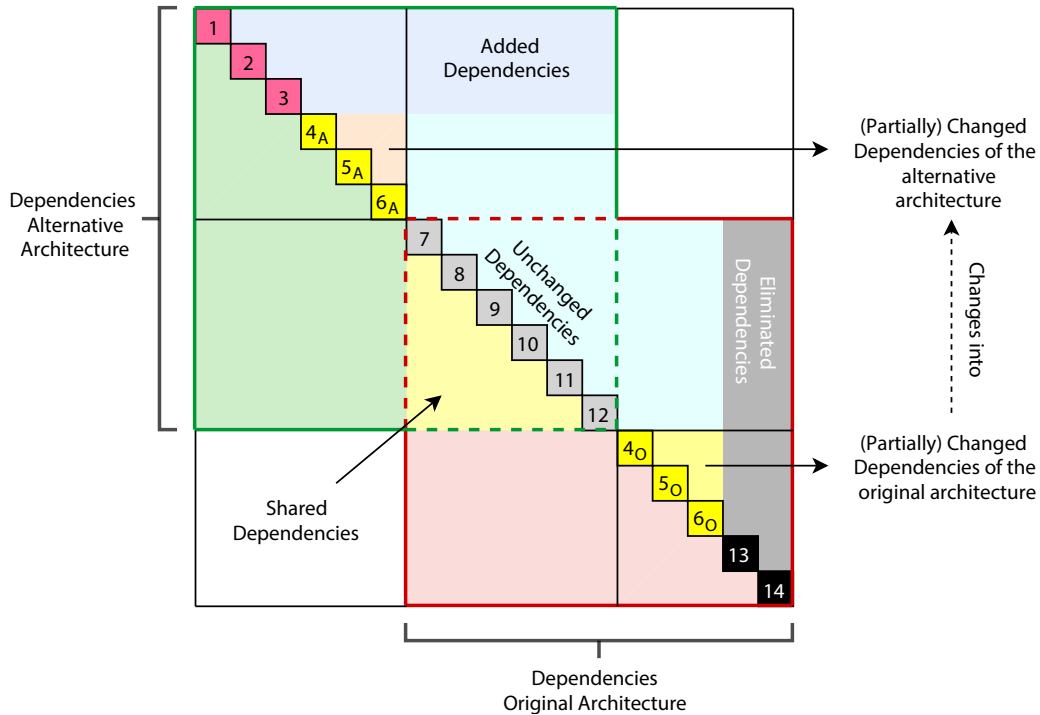 1
Added
Dependencies
2
3
4A
(Partially) Changed
Dependencies of the
alternative
architecture
5A
6A
Dependencies
Alternative
Architecture
7
Unchanged
Dependencies
8
9
10
11
12
Eliminated
Dependencies
Changes into
4O
(Partially) Changed
Dependencies of the
original architecture
5O
6O
Shared
Dependencies
13
14
Dependencies
Original Architecture